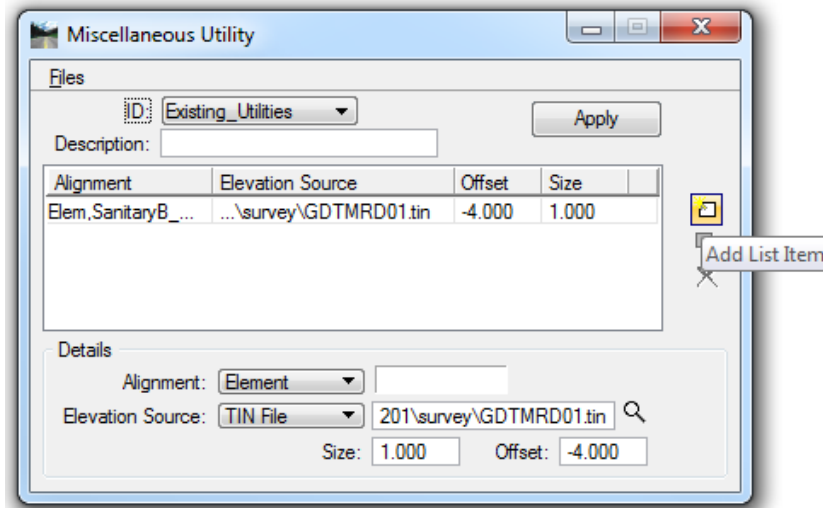 Miscellaneous Utility
Files
ID: Existing_Utilities
Apply
Description:
Alignment Elevation Source Offset Size
Elem,SanitaryB_... ...\survey\GDTMRD01.tin -4.000 1.000
Add List Item
Details
Alignment: Element
Elevation Source: TIN File 201\survey\GDTMRD01.tin
Size: 1.000 Offset: -4.000